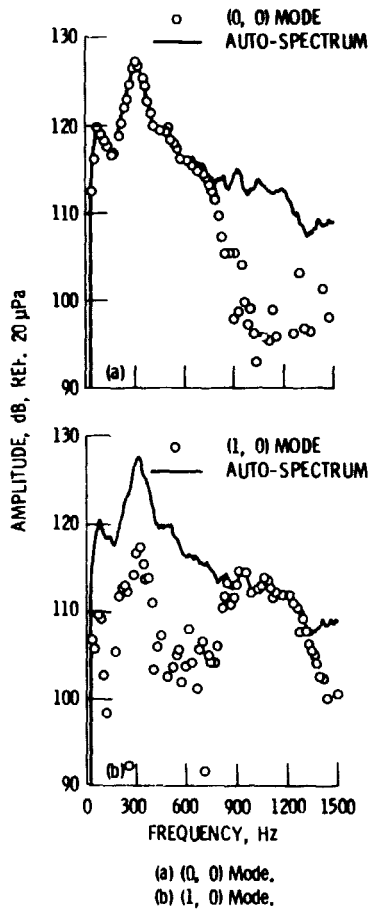 (0, 0) MODE
AUTO-SPECTRUM
130
120
110
100
90
(a)
AMPLITUDE, dB, REF. 20 μPa
(1, 0) MODE
AUTO-SPECTRUM
130
120
110
100
90
(b)
0 300 600 900 1200 1500
FREQUENCY, Hz
(a) (0, 0) Mode.
(b) (1, 0) Mode.